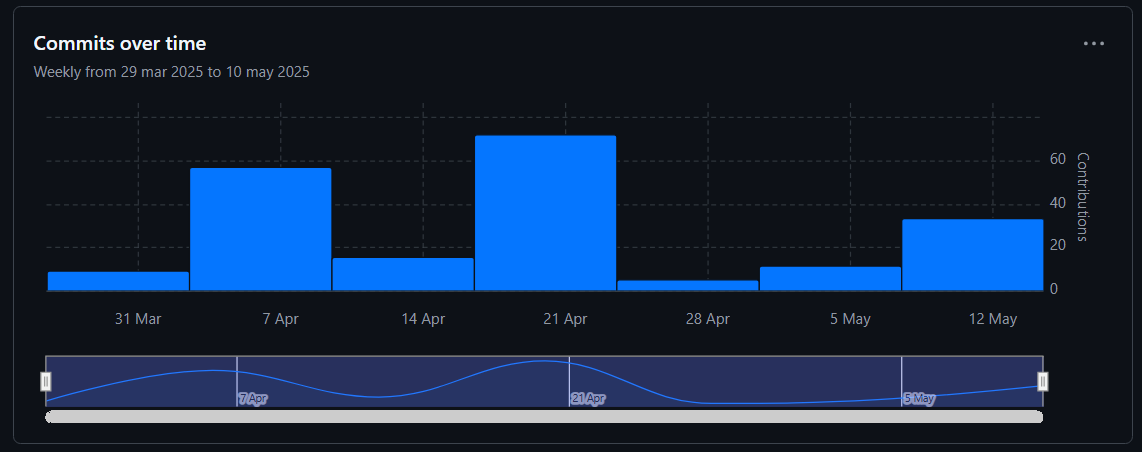 Commits over time
Weekly from 29 mar 2025 to 10 may 2025
60
40
20
0
Contributions
31 Mar 7 Apr 14 Apr 21 Apr 28 Apr 5 May 12 May
7 Apr 21 Apr 5 May